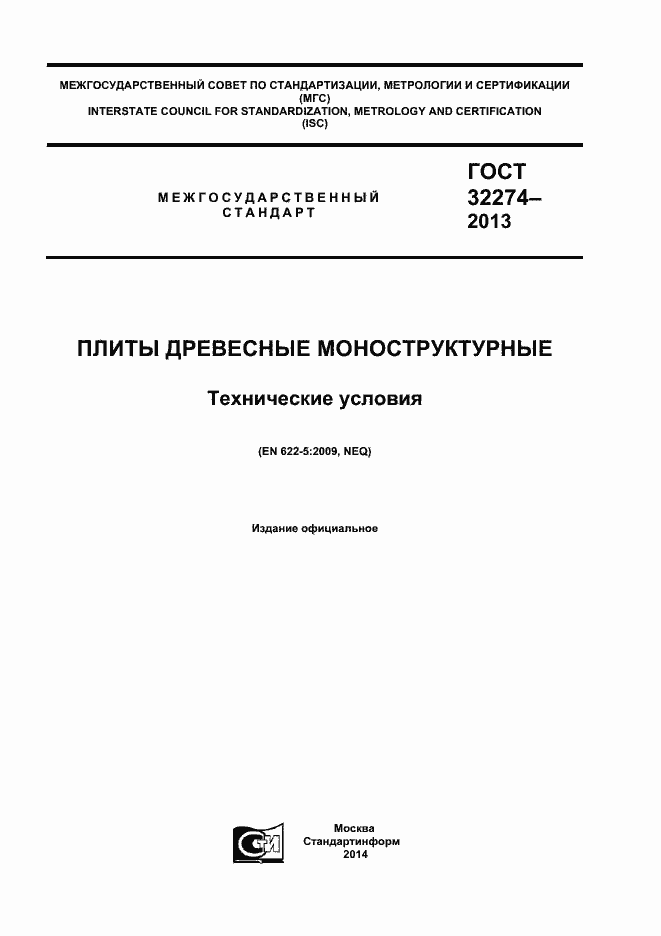 МЕЖГОСУДАРСТВЕННЫЙ СОВЕТ ПО СТАНДАРТИЗАЦИИ, МЕТРОЛОГИИ И СЕРТИФИКАЦИИ
(МГС)
INTERSTATE COUNCIL FOR STANDARDIZATION, METROLOGY AND CERTIFICATION
(ISC)
МЕЖГОСУДАРСТВЕННЫЙ
СТАНДАРТ
ГОСТ
32274–
2013
ПЛИТЫ ДРЕВЕСНЫЕ МОНОСТРУКТУРНЫЕ
Технические условия
(EN 622-5:2009, NEQ)
Издание официальное
СТИ
Москва
Стандартинформ
2014